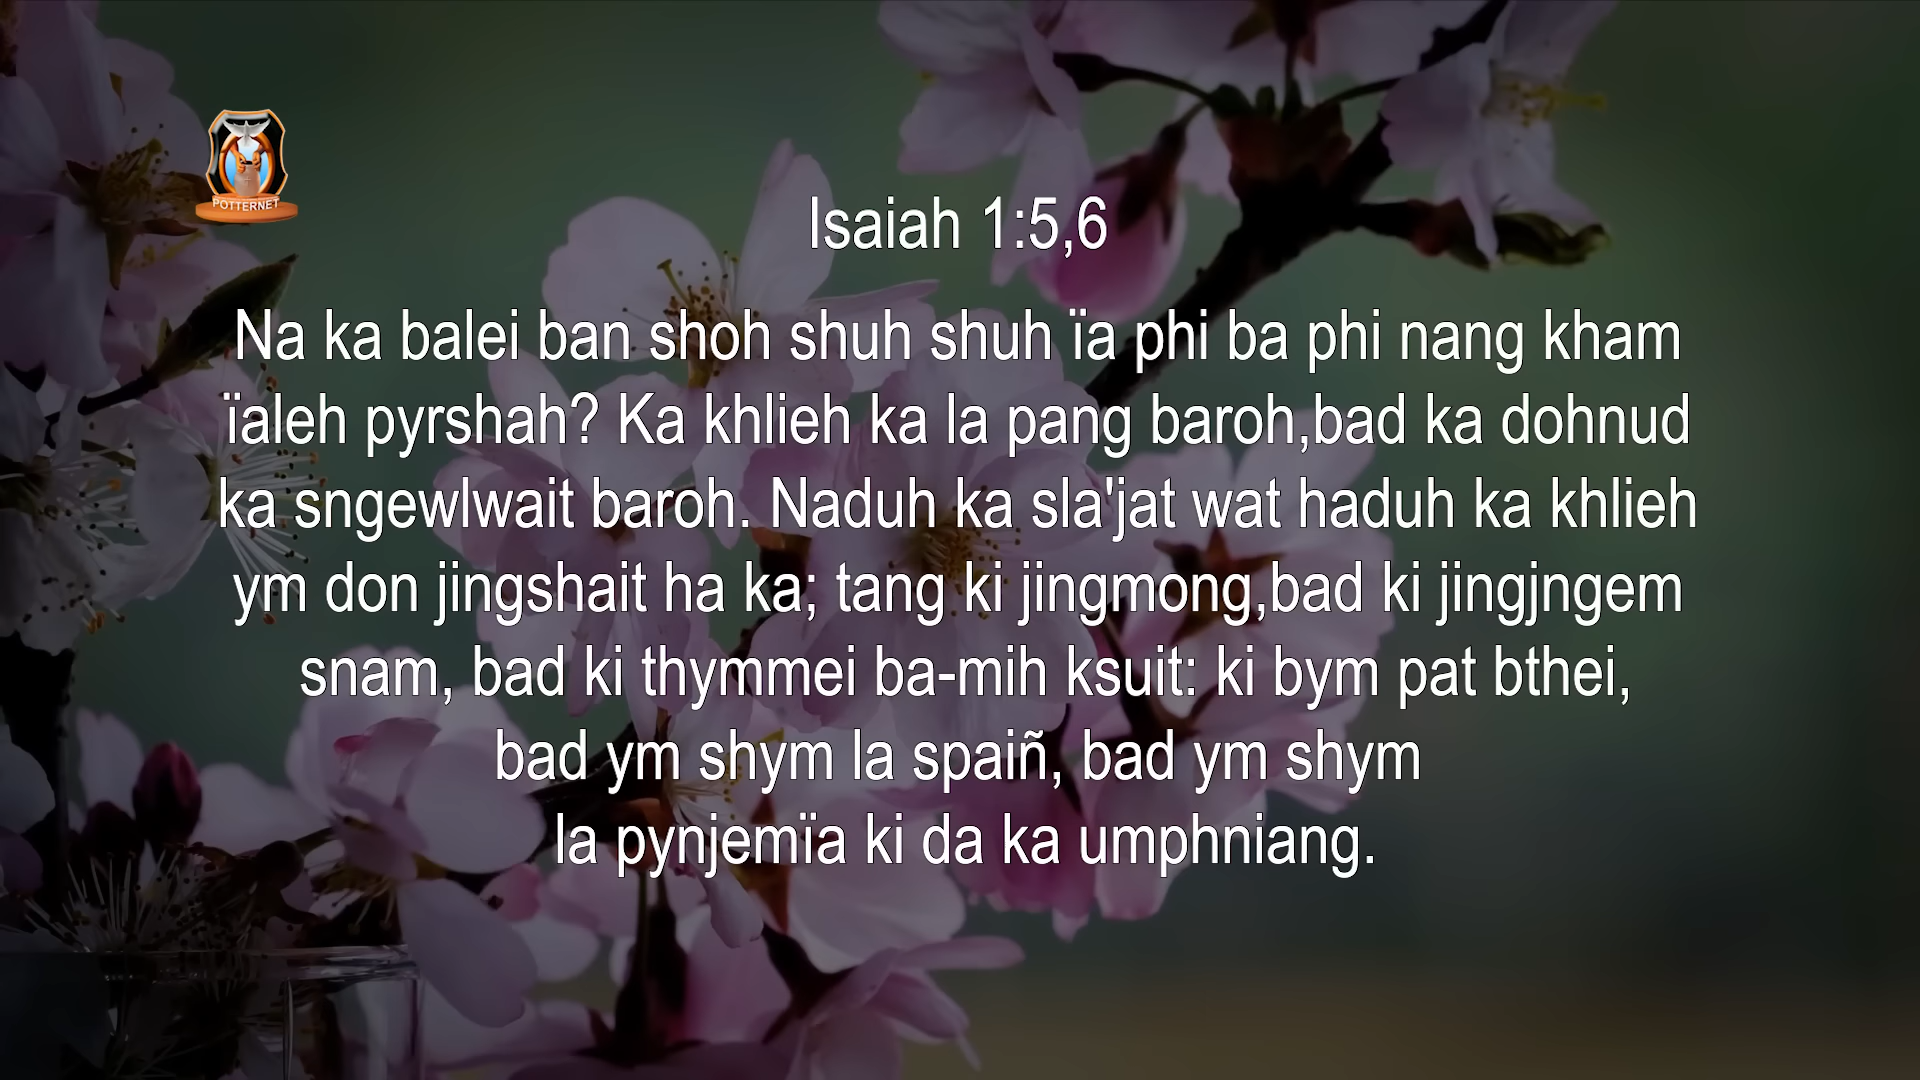 POTTERNET
Isaiah 1:5,6
Na ka balei ban shoh shuh shuh ïa phi ba phi nang kham
ïaleh pyrshah? Ka khlieh ka la pang baroh,bad ka dohnud
ka sngewlwait baroh. Naduh ka sla'jat wat haduh ka khlieh
ym don jingshait ha ka; tang ki jingmong,bad ki jingjngem
snam, bad ki thymmei ba-mih ksuit: ki bym pat bthei,
bad ym shym la spaiñ, bad ym shym
la pynjemïa ki da ka umphniang.